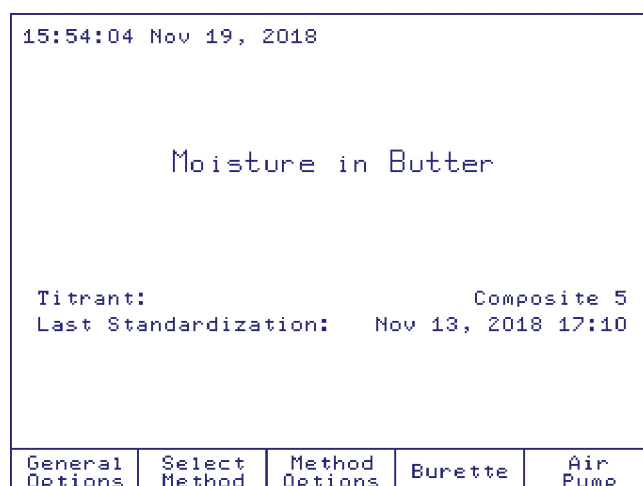 15:54:04 Nov 19, 2018
Moisture in Butter
Titrant: Composite 5
Last Standardization: Nov 13, 2018 17:10
General Options Select Method Method Options Burette Air Pump